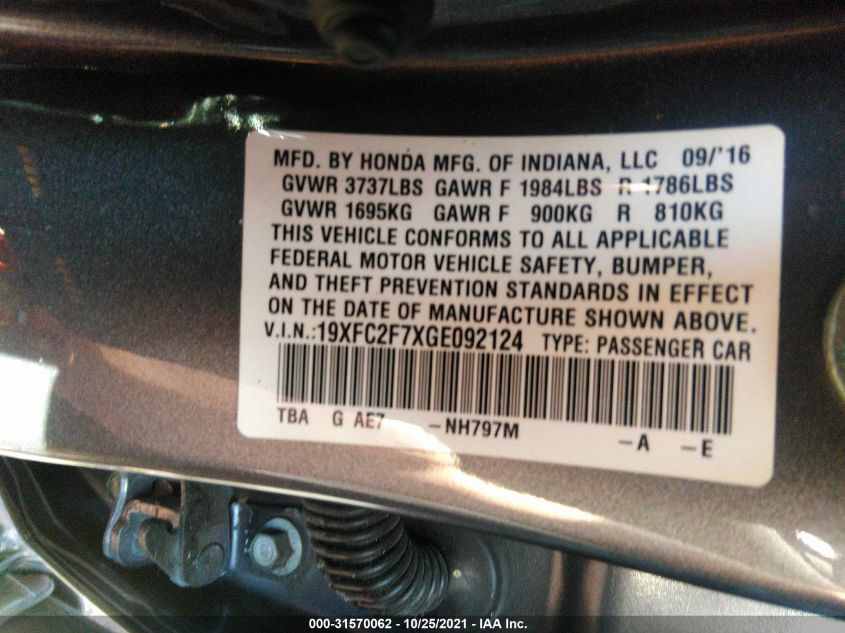 MFD. BY HONDA MFG. OF INDIANA, LLC 09/'16
GVWR 3737LBS GAWR F 1984LBS R 1786LBS
GVWR 1695KG GAWR F 900KG R 810KG
THIS VEHICLE CONFORMS TO ALL APPLICABLE
FEDERAL MOTOR VEHICLE SAFETY, BUMPER,
AND THEFT PREVENTION STANDARDS IN EFFECT
ON THE DATE OF MANUFACTURE SHOWN ABOVE.
V.I.N.:19XFC2F7XGE092124 TYPE: PASSENGER CAR
TBA G AE7 -NH797M -A -E
000-31570062 - 10/25/2021 - IAA Inc.